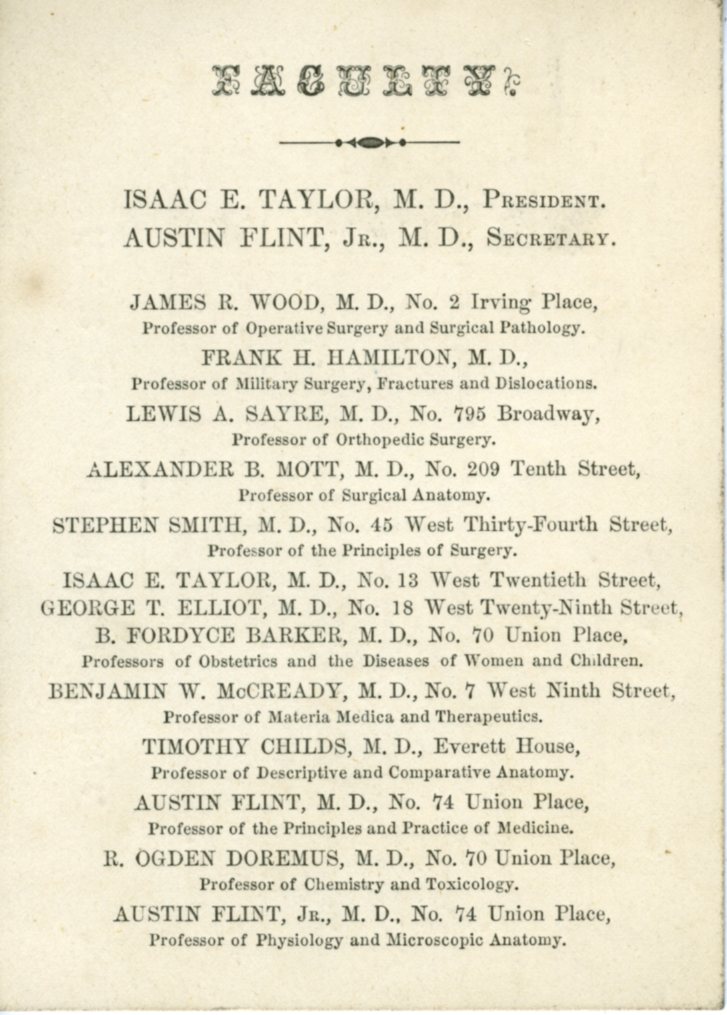 FACULTY.
ISAAC E. TAYLOR, M. D., PRESIDENT.
AUSTIN FLINT, JR., M. D., SECRETARY.
JAMES R. WOOD, M. D., No. 2 Irving Place,
Professor of Operative Surgery and Surgical Pathology.
FRANK H. HAMILTON, M. D.,
Professor of Military Surgery, Fractures and Dislocations.
LEWIS A. SAYRE, M. D., No. 795 Broadway,
Professor of Orthopedic Surgery.
ALEXANDER B. MOTT, M. D., No. 209 Tenth Street,
Professor of Surgical Anatomy.
STEPHEN SMITH, M. D., No. 45 West Thirty-Fourth Street,
Professor of the Principles of Surgery.
ISAAC E. TAYLOR, M. D., No. 13 West Twentieth Street,
GEORGE T. ELLIOT, M. D., No. 18 West Twenty-Ninth Street,
B. FORDYCE BARKER, M. D., No. 70 Union Place,
Professors of Obstetrics and the Diseases of Women and Children.
BENJAMIN W. McCREADY, M. D., No. 7 West Ninth Street,
Professor of Materia Medica and Therapeutics.
TIMOTHY CHILDS, M. D., Everett House,
Professor of Descriptive and Comparative Anatomy.
AUSTIN FLINT, M. D., No. 74 Union Place,
Professor of the Principles and Practice of Medicine.
R. OGDEN DOREMUS, M. D., No. 70 Union Place,
Professor of Chemistry and Toxicology.
AUSTIN FLINT, JR., M. D., No. 74 Union Place,
Professor of Physiology and Microscopic Anatomy.